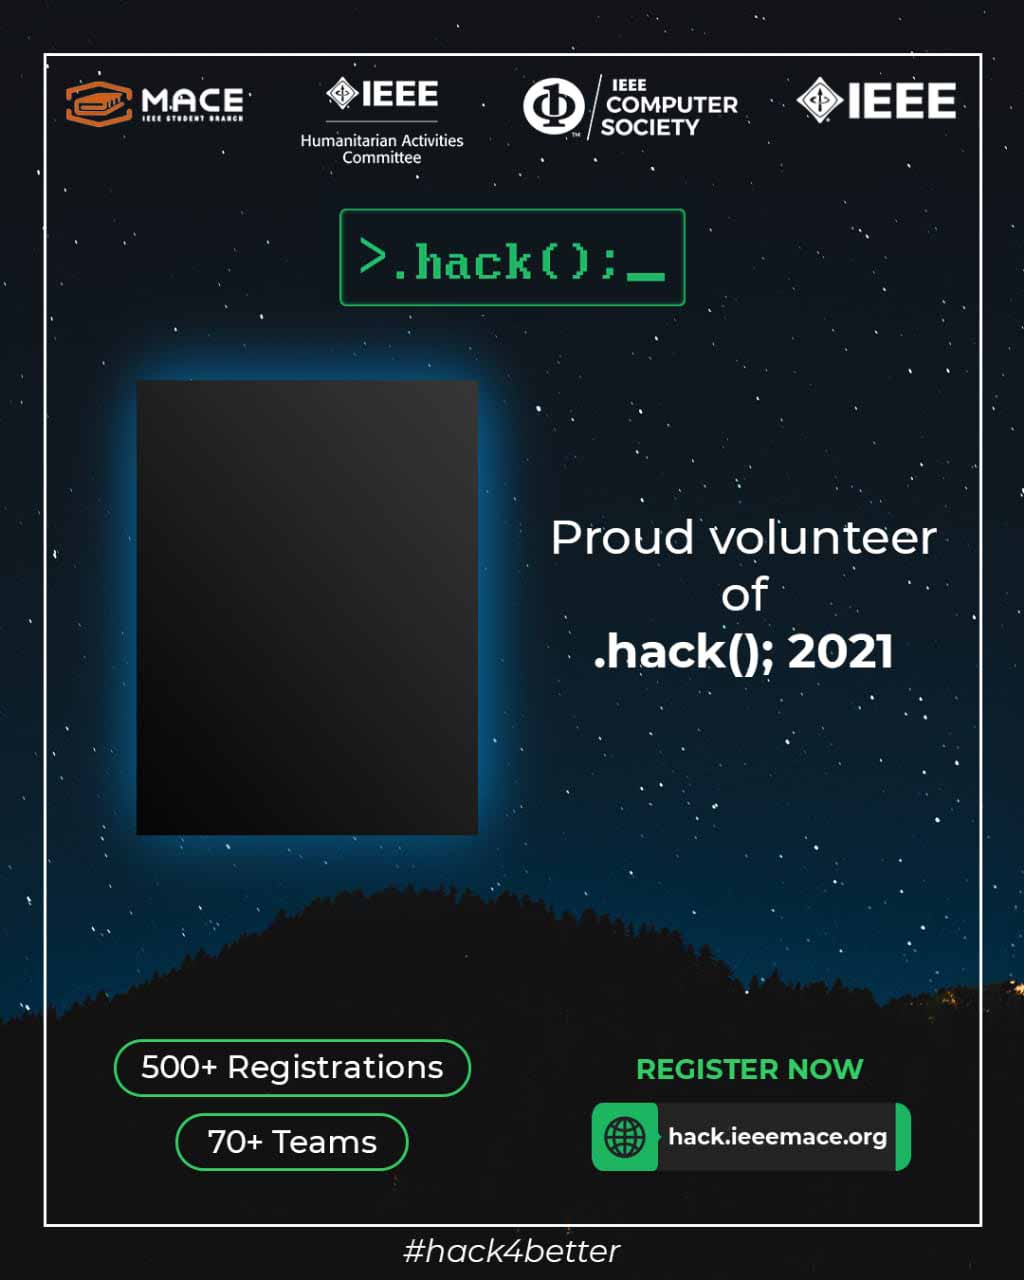 MACE
IEEE STUDENT BRANCH
IEEE
Humanitarian Activities
Committee
IEEE
COMPUTER
SOCIETY
TM
IEEE
>.hack();_
Proud volunteer
of
.hack(); 2021
500+ Registrations
70+ Teams
REGISTER NOW
hack.ieeemace.org
#hack4better